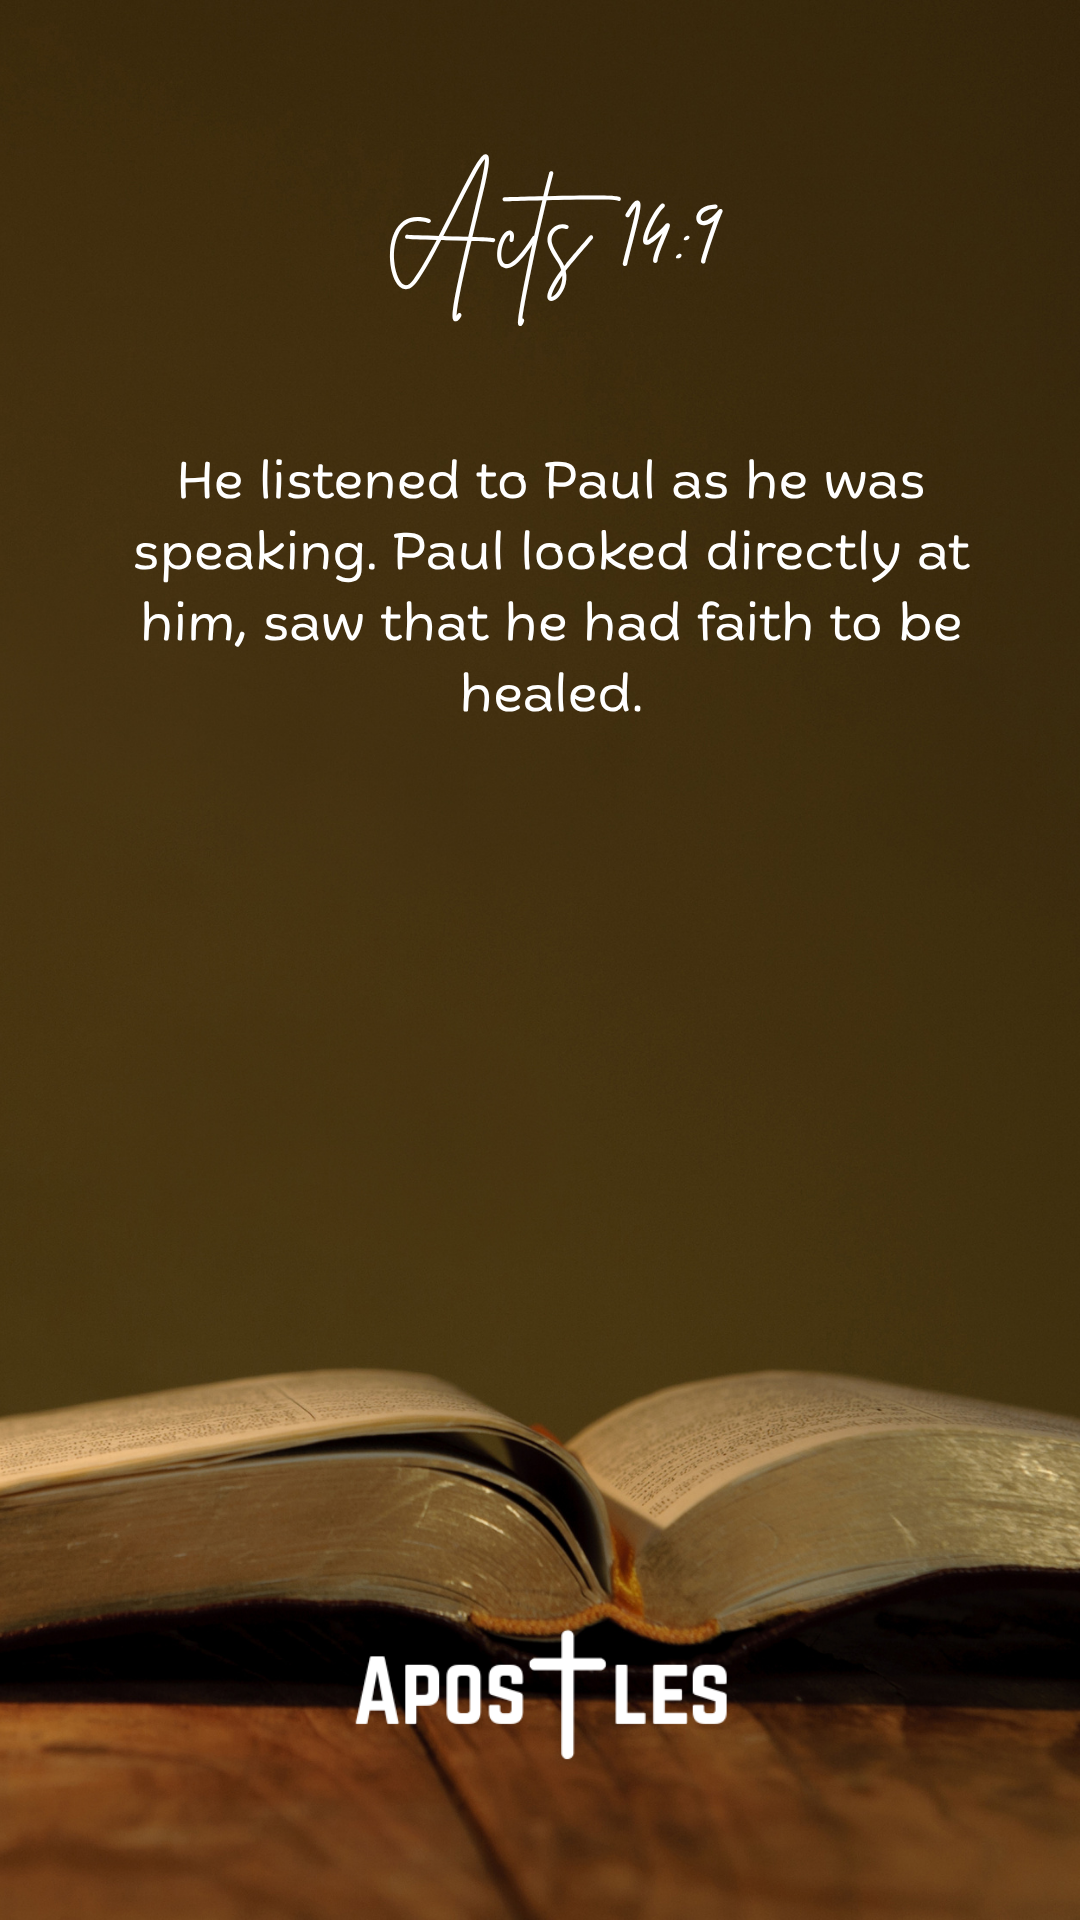 Acts 14:9
He listened to Paul as he was
speaking. Paul looked directly at
him, saw that he had faith to be
healed.
APOSTLES